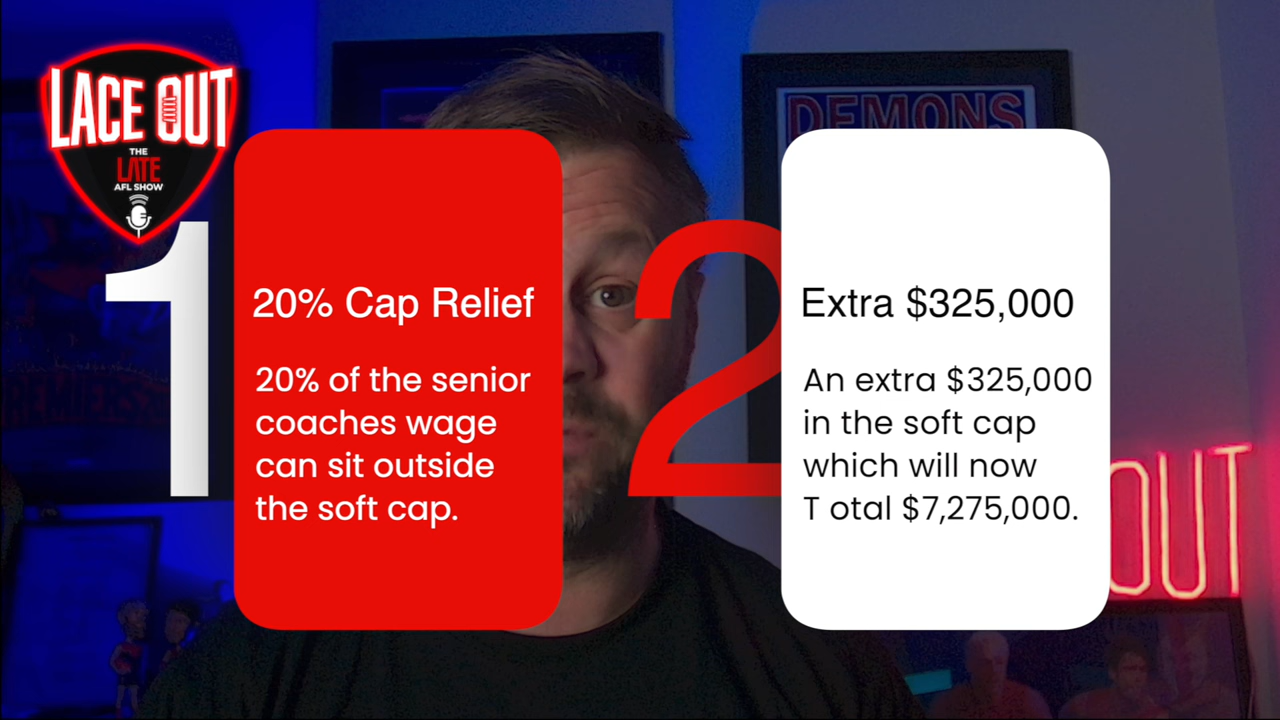 LACE OUT
THE
LATE
AFL SHOW
DEMONS
1
20% Cap Relief
20% of the senior
coaches wage
can sit outside
the soft cap.
2
Extra $325,000
An extra $325,000
in the soft cap
which will now
T otal $7,275,000.
PREMIERS
OUT